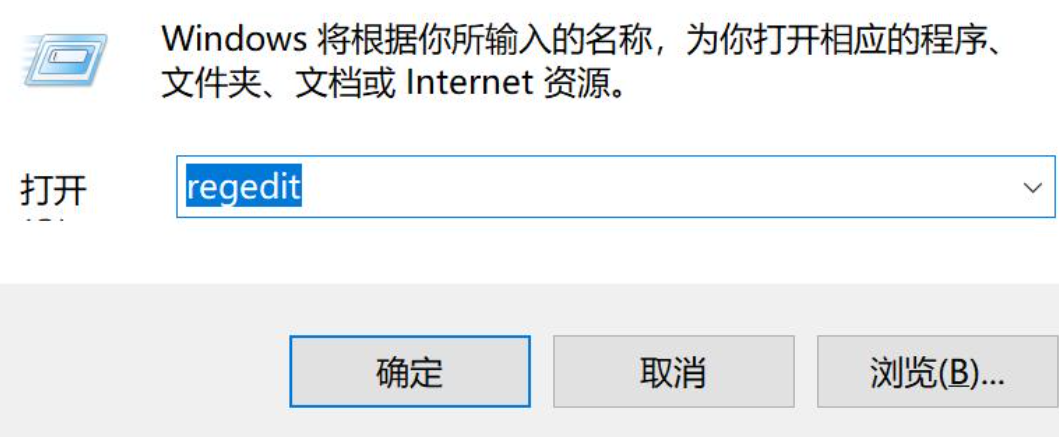 Windows 将根据你所输入的名称，为你打开相应的程序、
文件夹、文档或 Internet 资源。
打开
regedit
确定
取消
浏览(B)...